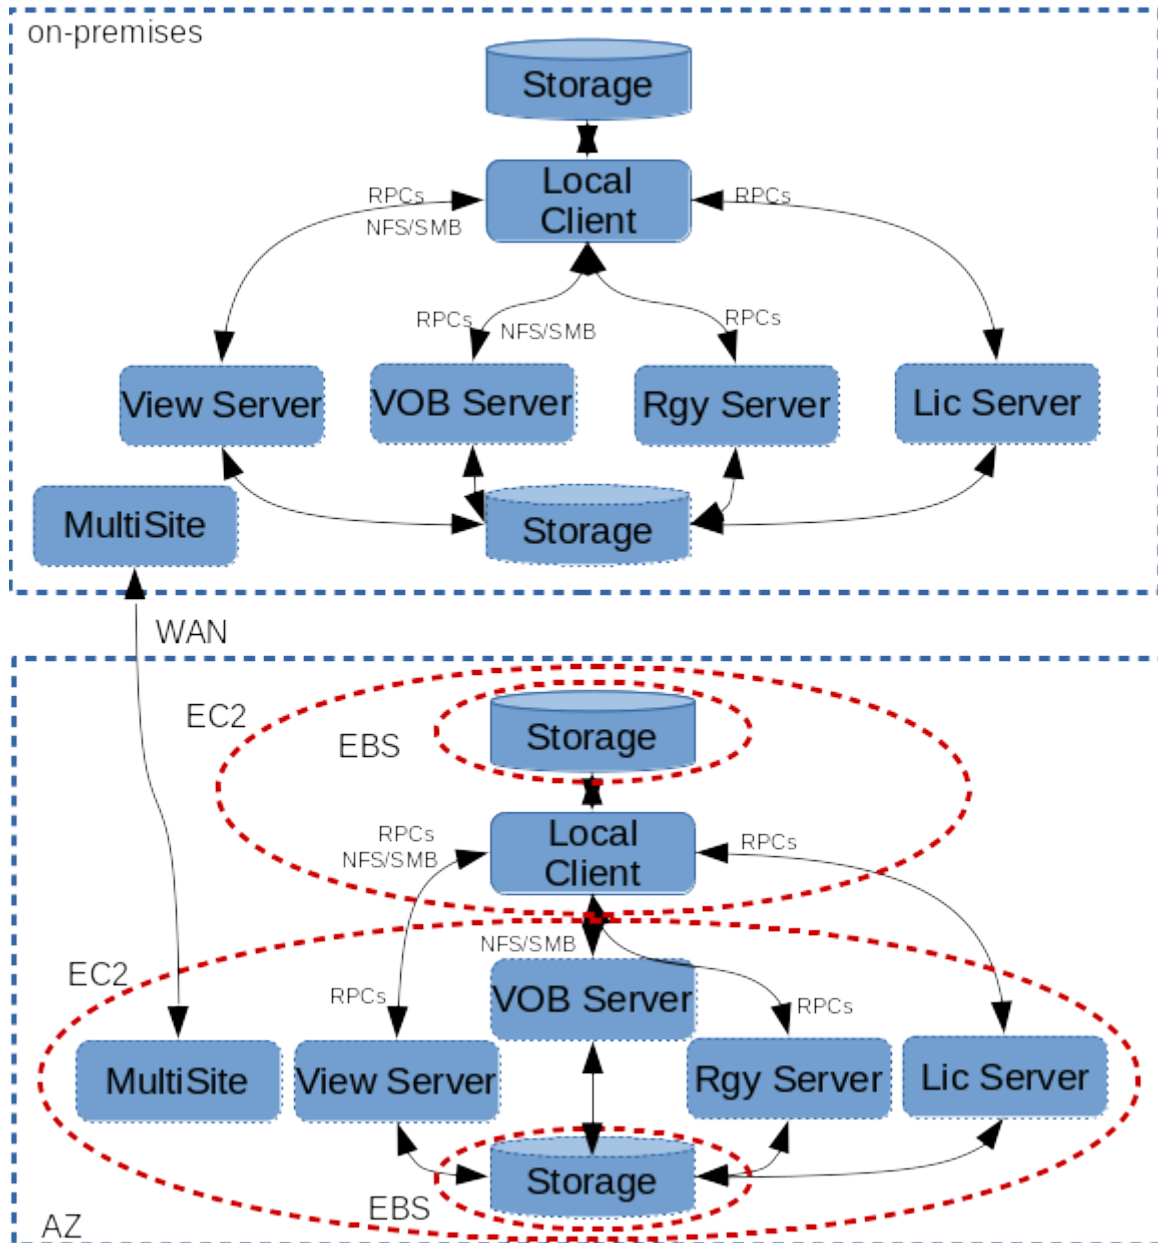 on-premises
Storage
Local
Client
RPCs
NFS/SMB
RPCs
RPCs
NFS/SMB
RPCs
View Server
VOB Server
Rgy Server
Lic Server
MultiSite
Storage
WAN
EC2
EBS
Storage
RPCs
NFS/SMB
Local
Client
RPCs
EC2
NFS/SMB
VOB Server
RPCs
RPCs
MultiSite
View Server
Rgy Server
Lic Server
Storage
EBS
AZ